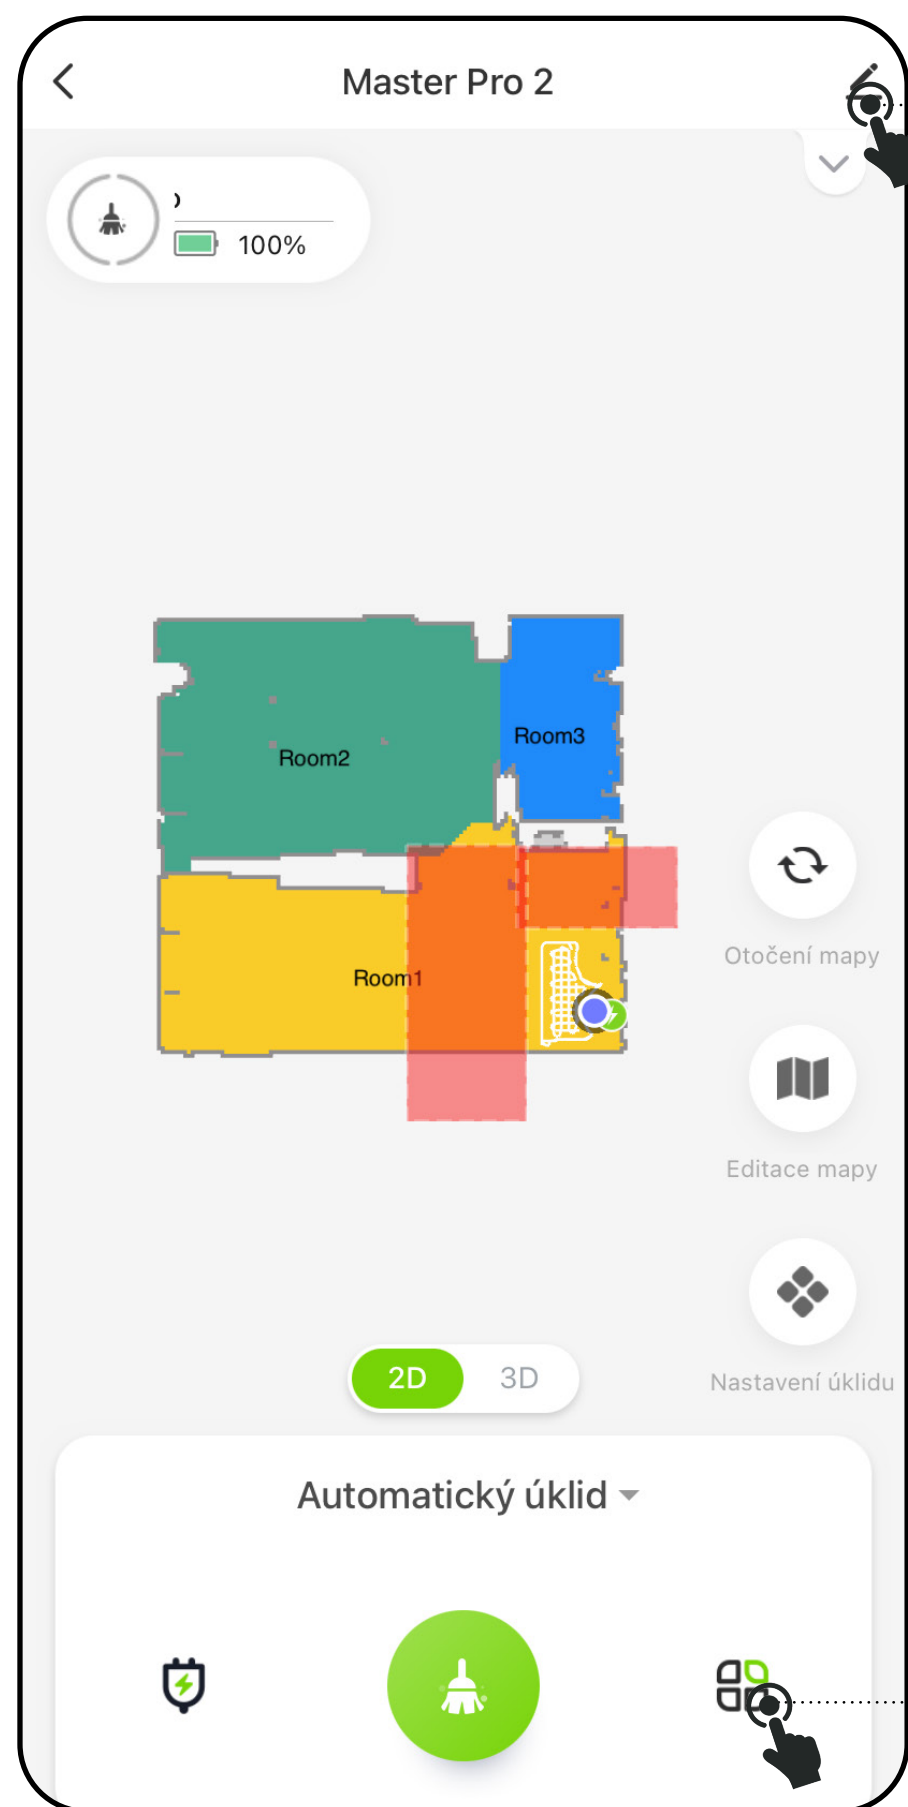 Master Pro 2
100%
Room2
Room3
Room1
Otočení mapy
Editace mapy
Nastavení úklidu
2D
3D
Automatický úklid